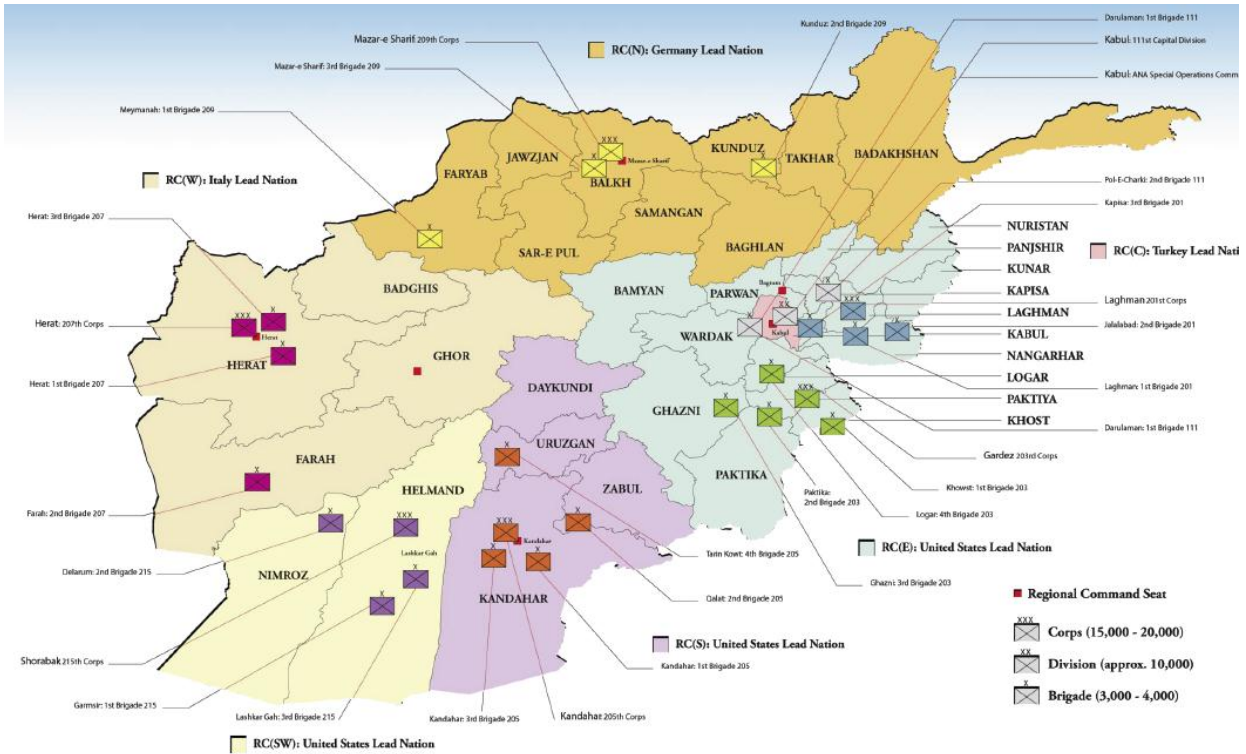 Mazar-e Sharif: 209th Corps
Kunduz: 2nd Brigade 209
Darulaman: 1st Brigade 111
RC(N): Germany Lead Nation
Kabul: 111st Capital Division
Mazar-e Sharif: 3rd Brigade 209
Kabul: ANA Special Operations Comm
Meymanah: 1st Brigade 209
XXX
X
Mazar-e Sharif
JAWZJAN
KUNDUZ
X
TAKHAR
BADAKHSHAN
FARYAB
BALKH
RC(W): Italy Lead Nation
Pol-E-Charki: 2nd Brigade 111
Kapisa: 3rd Brigade 201
Herat: 3rd Brigade 207
SAMANGAN
NURISTAN
X
SAR-E PUL
BAGHLAN
PANJSHIR
RC(C): Turkey Lead Nati
KUNAR
BADGHIS
BAMYAN
PARWAN
Bagram
X
KAPISA
XXX
Laghman 201st Corps
LAGHMAN
Herat: 207th Corps
XXX
X
Herat
X
XX
Kabul
X
X
X
KABUL
Jalalabad: 2nd Brigade 201
WARDAK
NANGARHAR
HERAT
X
GHOR
LOGAR
Herat: 1st Brigade 207
DAYKUNDI
X
PAKTIYA
Laghman: 1st Brigade 201
GHAZNI
X
X
XXX
X
KHOST
Darulaman: 1st Brigade 111
URUZGAN
X
Gardez 203rd Corps
FARAH
X
PAKTIKA
Khowst: 1st Brigade 203
HELMAND
ZABUL
Paktika:
2nd Brigade 203
Farah: 2nd Brigade 207
X
XXX
X
Logar: 4th Brigade 203
Lashkar Gah
XXX
Kandahar
X
X
RC(E): United States Lead Nation
Tarin Kowt: 4th Brigade 205
Delarum: 2nd Brigade 215
NIMROZ
X
Ghazni: 3rd Brigade 203
KANDAHAR
Qalat: 2nd Brigade 205
Regional Command Seat
X
XXX
Corps (15,000 - 20,000)
RC(S): United States Lead Nation
Shorabak 215th Corps
Kandahar: 1st Brigade 205
XX
Division (approx. 10,000)
X
Brigade (3,000 - 4,000)
Garmsir: 1st Brigade 215
Lashkar Gah: 3rd Brigade 215
Kandahar: 3rd Brigade 205
Kandahar: 205th Corps
RC(SW): United States Lead Nation